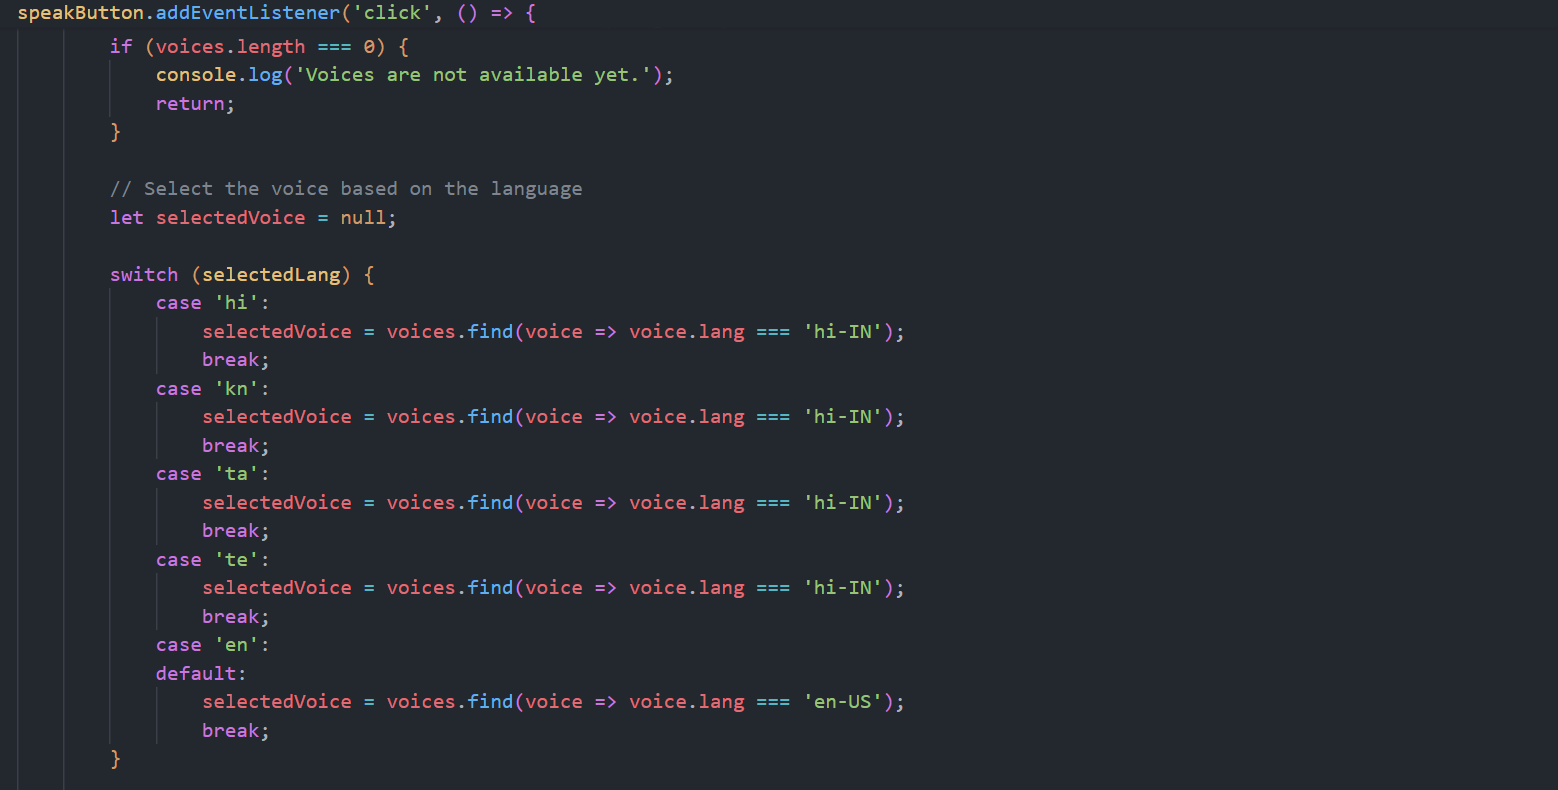 speakButton.addEventListener('click', () => {
if (voices.length === 0) {
console.log('Voices are not available yet.');
return;
}
// Select the voice based on the language
let selectedVoice = null;
switch (selectedLang) {
case 'hi':
selectedVoice = voices.find(voice => voice.lang === 'hi-IN');
break;
case 'kn':
selectedVoice = voices.find(voice => voice.lang === 'hi-IN');
break;
case 'ta':
selectedVoice = voices.find(voice => voice.lang === 'hi-IN');
break;
case 'te':
selectedVoice = voices.find(voice => voice.lang === 'hi-IN');
break;
case 'en':
default:
selectedVoice = voices.find(voice => voice.lang === 'en-US');
break;
}